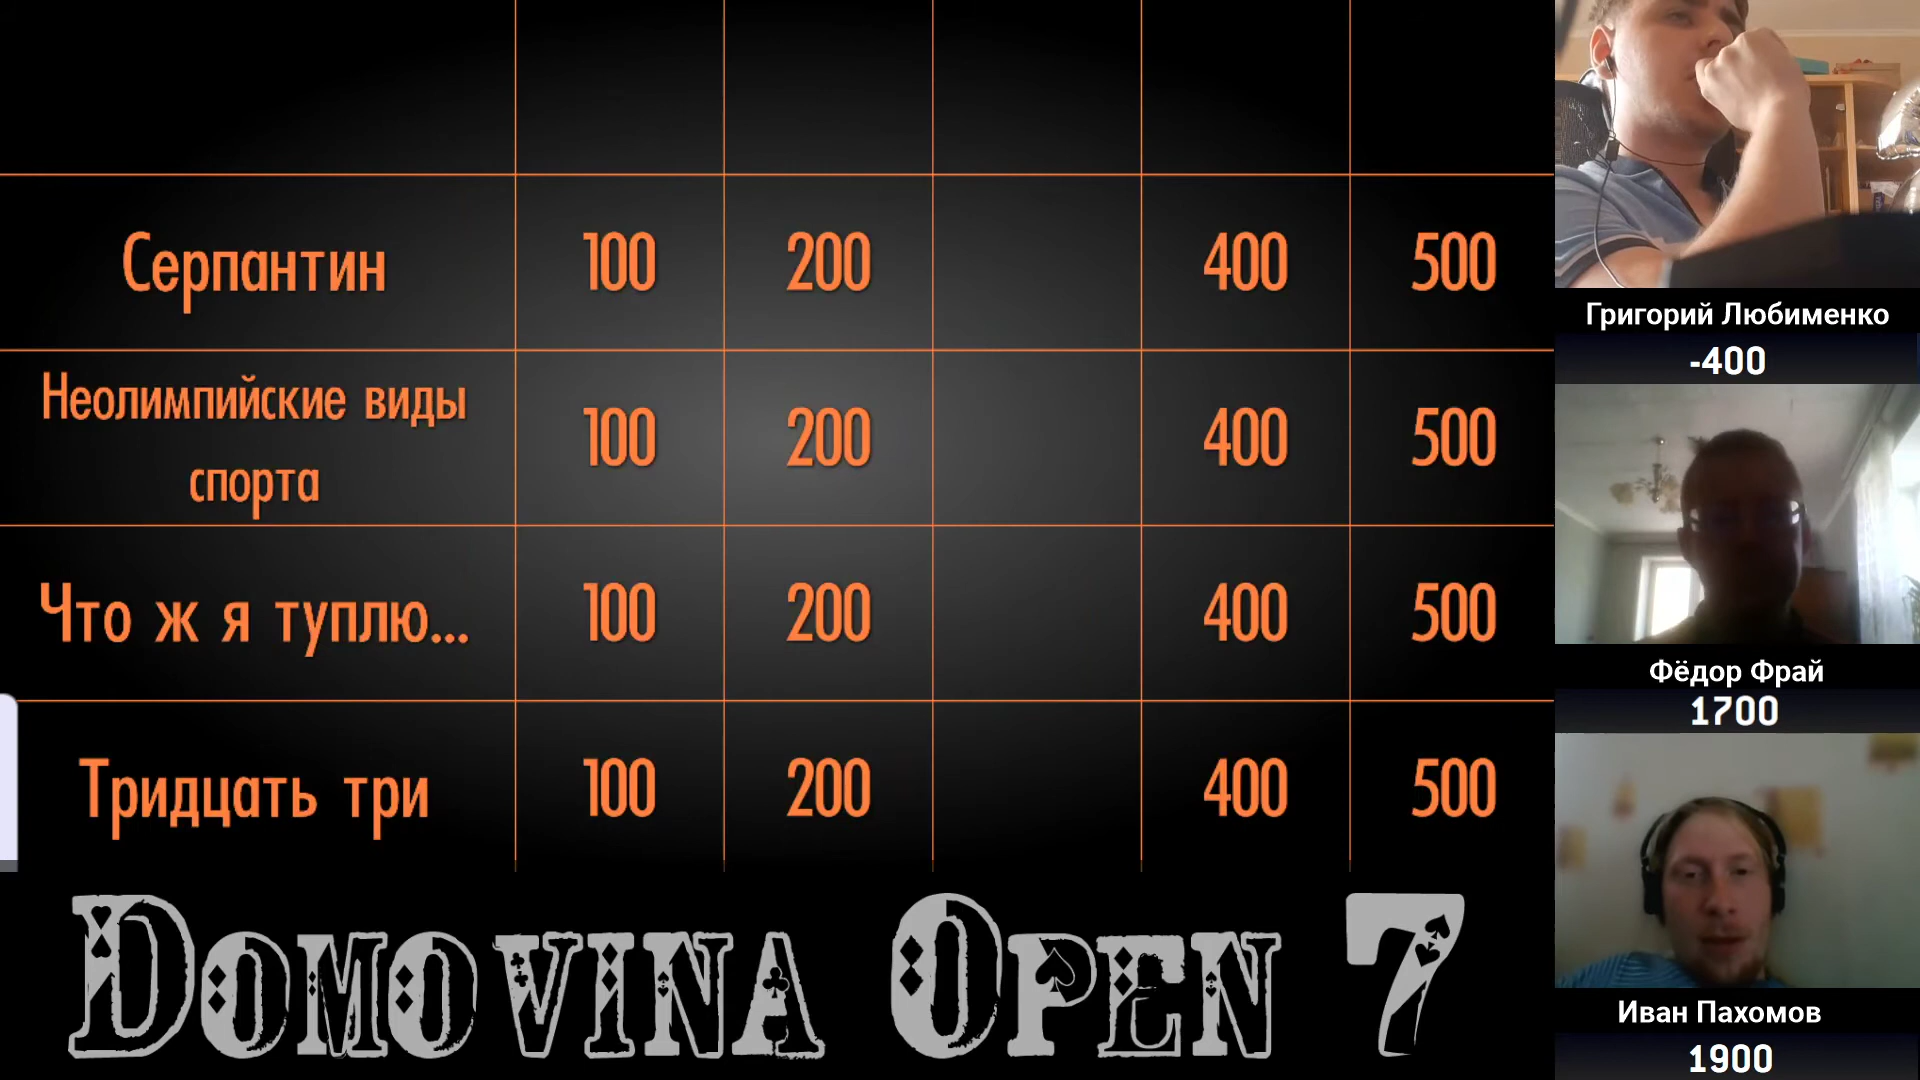 Серпантин 100 200 400 500
Неолимпийские виды
спорта
100 200 400 500
Что ж я туплю... 100 200 400 500
Тридцать три 100 200 400 500
Domovina Open 7
Григорий Любименко
-400
Фёдор Фрай
1700
Иван Пахомов
1900